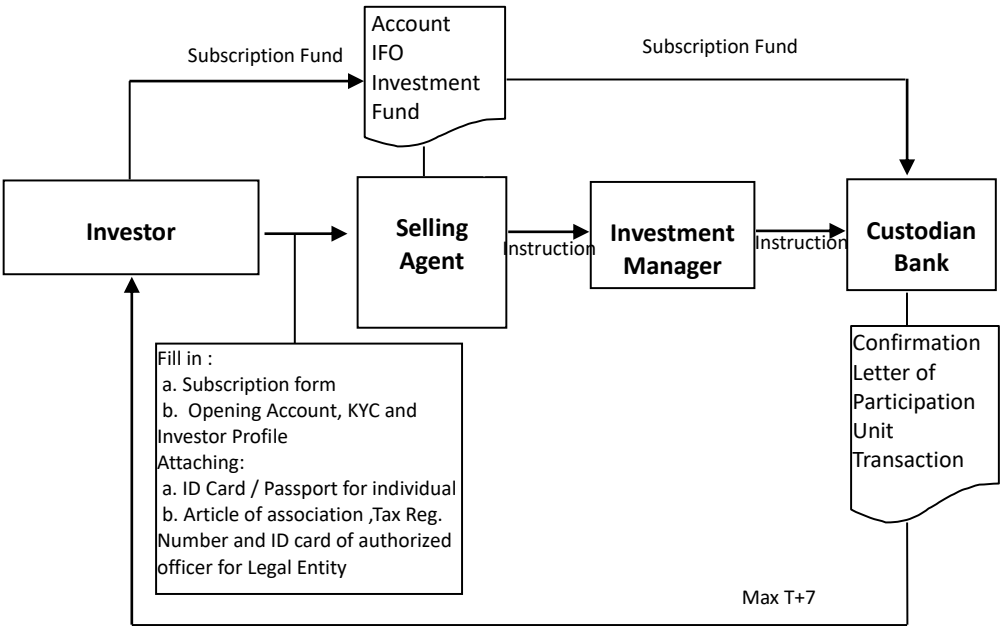 Subscription Fund
Account
IFO
Investment
Fund
Subscription Fund
Investor
Selling
Agent
Instruction
Investment
Manager
Instruction
Custodian
Bank
Fill in :
a. Subscription form
b. Opening Account, KYC and
Investor Profile
Attaching:
a. ID Card / Passport for individual
b. Article of association ,Tax Reg.
Number and ID card of authorized
officer for Legal Entity
Confirmation
Letter of
Participation
Unit
Transaction
Max T+7